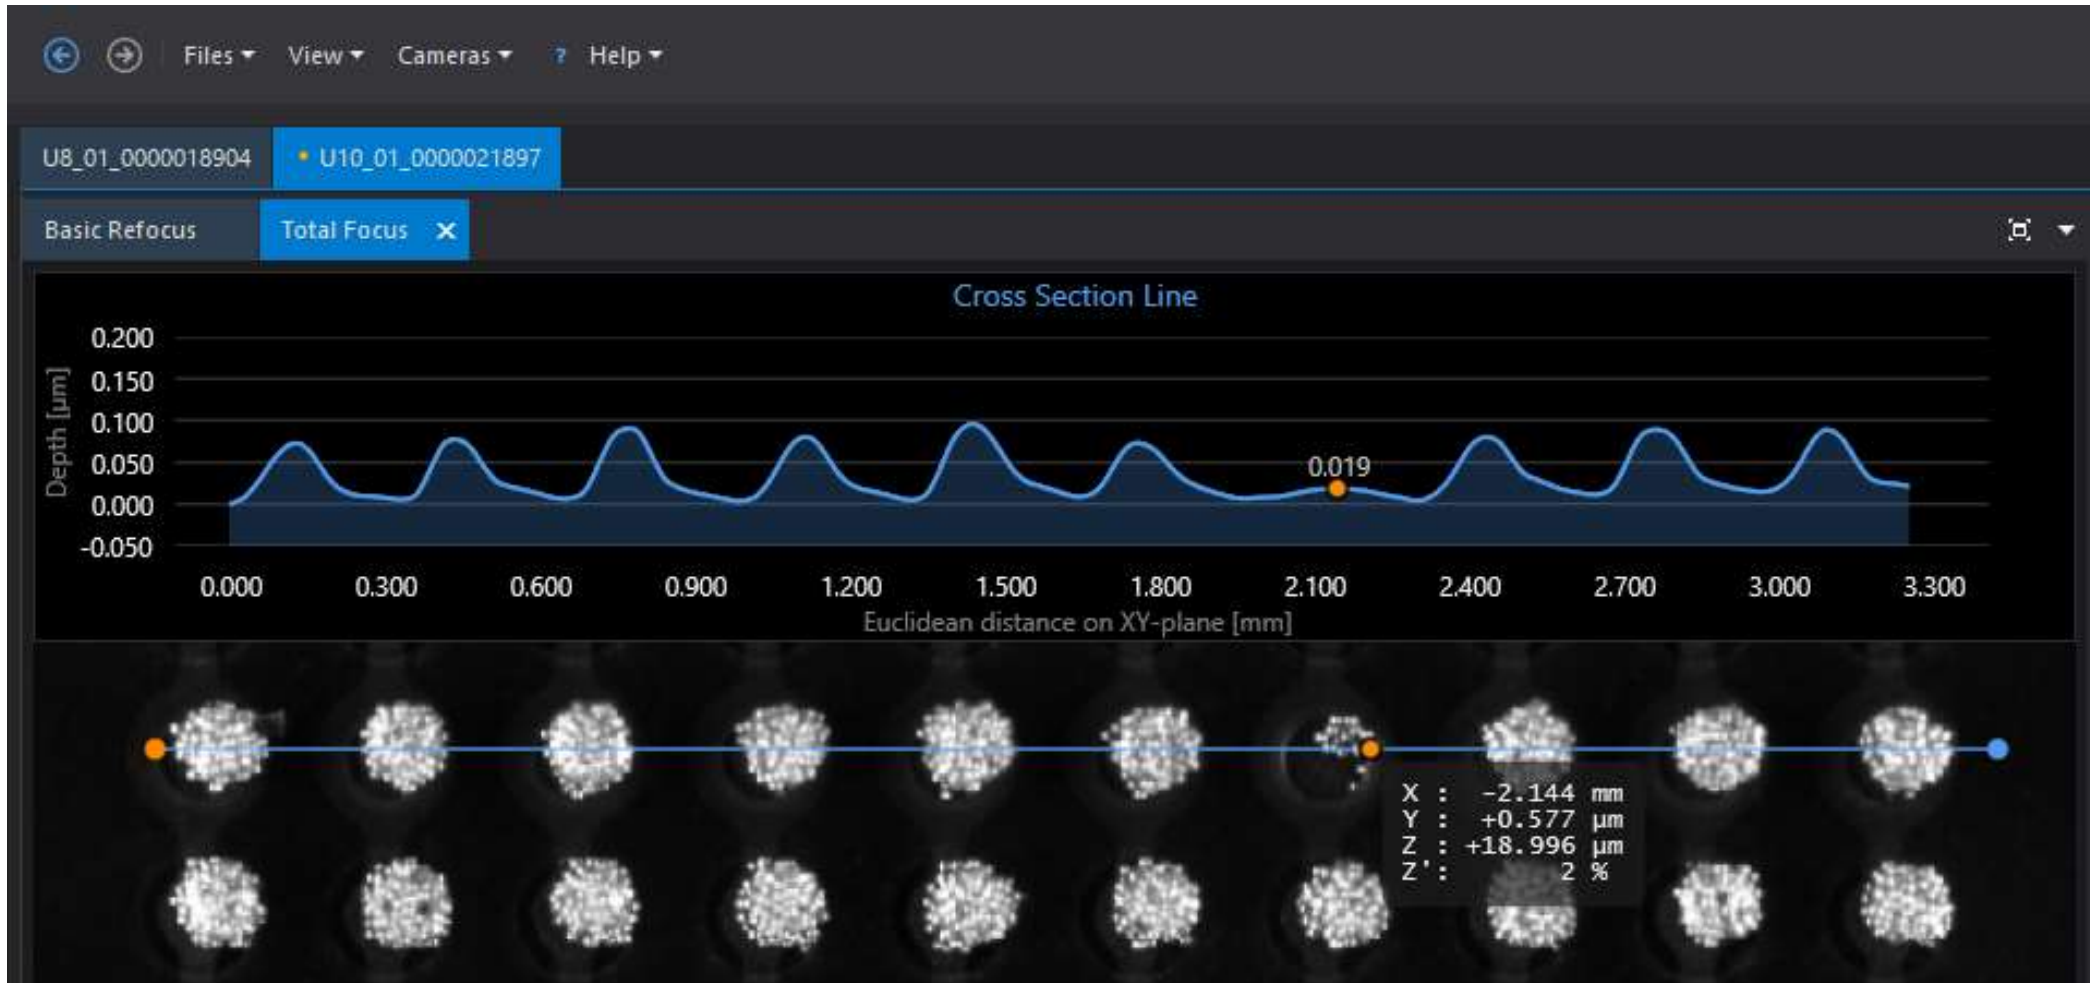 Files View Cameras ? Help
U8_01_0000018904 U10_01_0000021897
Basic Refocus Total Focus
Cross Section Line
Depth [µm]
0.200
0.150
0.100
0.050
0.000
-0.050
0.019
0.000 0.300 0.600 0.900 1.200 1.500 1.800 2.100 2.400 2.700 3.000 3.300
Euclidean distance on XY-plane [mm]
X : -2.144 mm
Y : +0.577 µm
Z : +18.996 µm
Z': 2 %